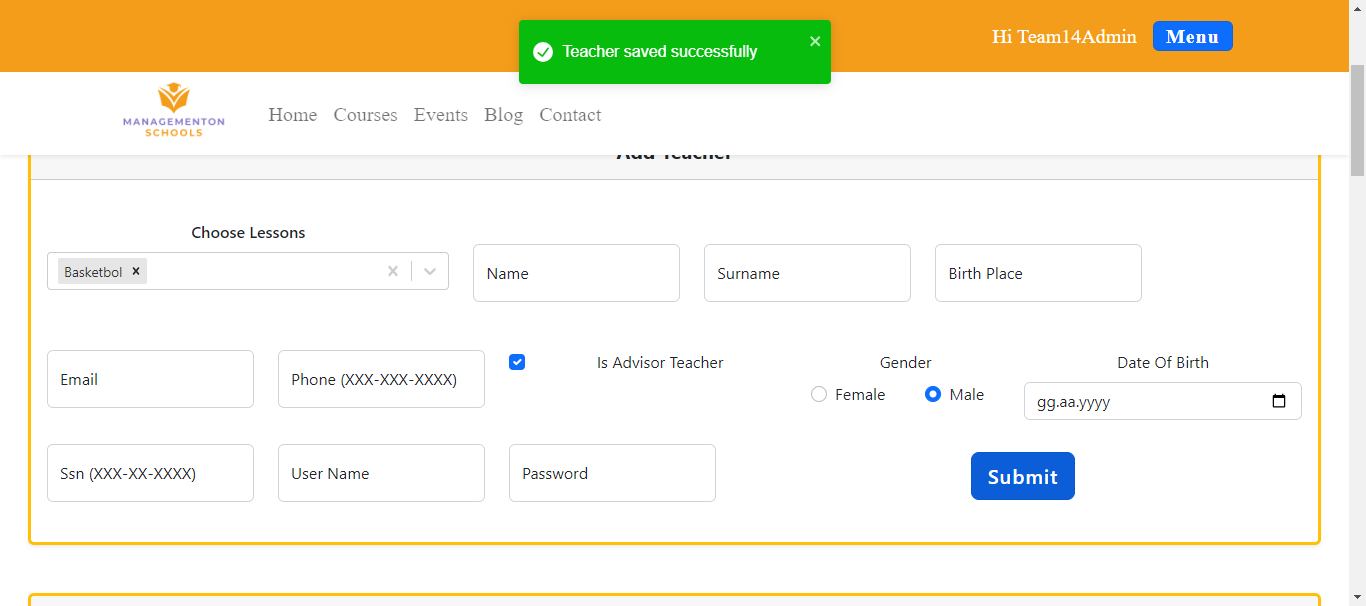 Teacher saved successfully
Hi Team14Admin Menu
MANAGEMENTON
SCHOOLS
Home Courses Events Blog Contact
Add Teacher
Choose Lessons
Basketbol
Name
Surname
Birth Place
Email
Phone (XXX-XXX-XXXX)
Is Advisor Teacher
Gender
Female Male
Date Of Birth
gg.aa.yyyy
Ssn (XXX-XX-XXXX)
User Name
Password
Submit